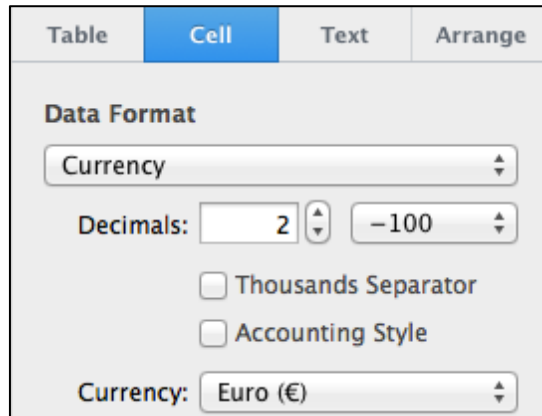 Table Cell Text Arrange
Data Format
Currency
Decimals: 2 −100
Thousands Separator
Accounting Style
Currency: Euro (€)